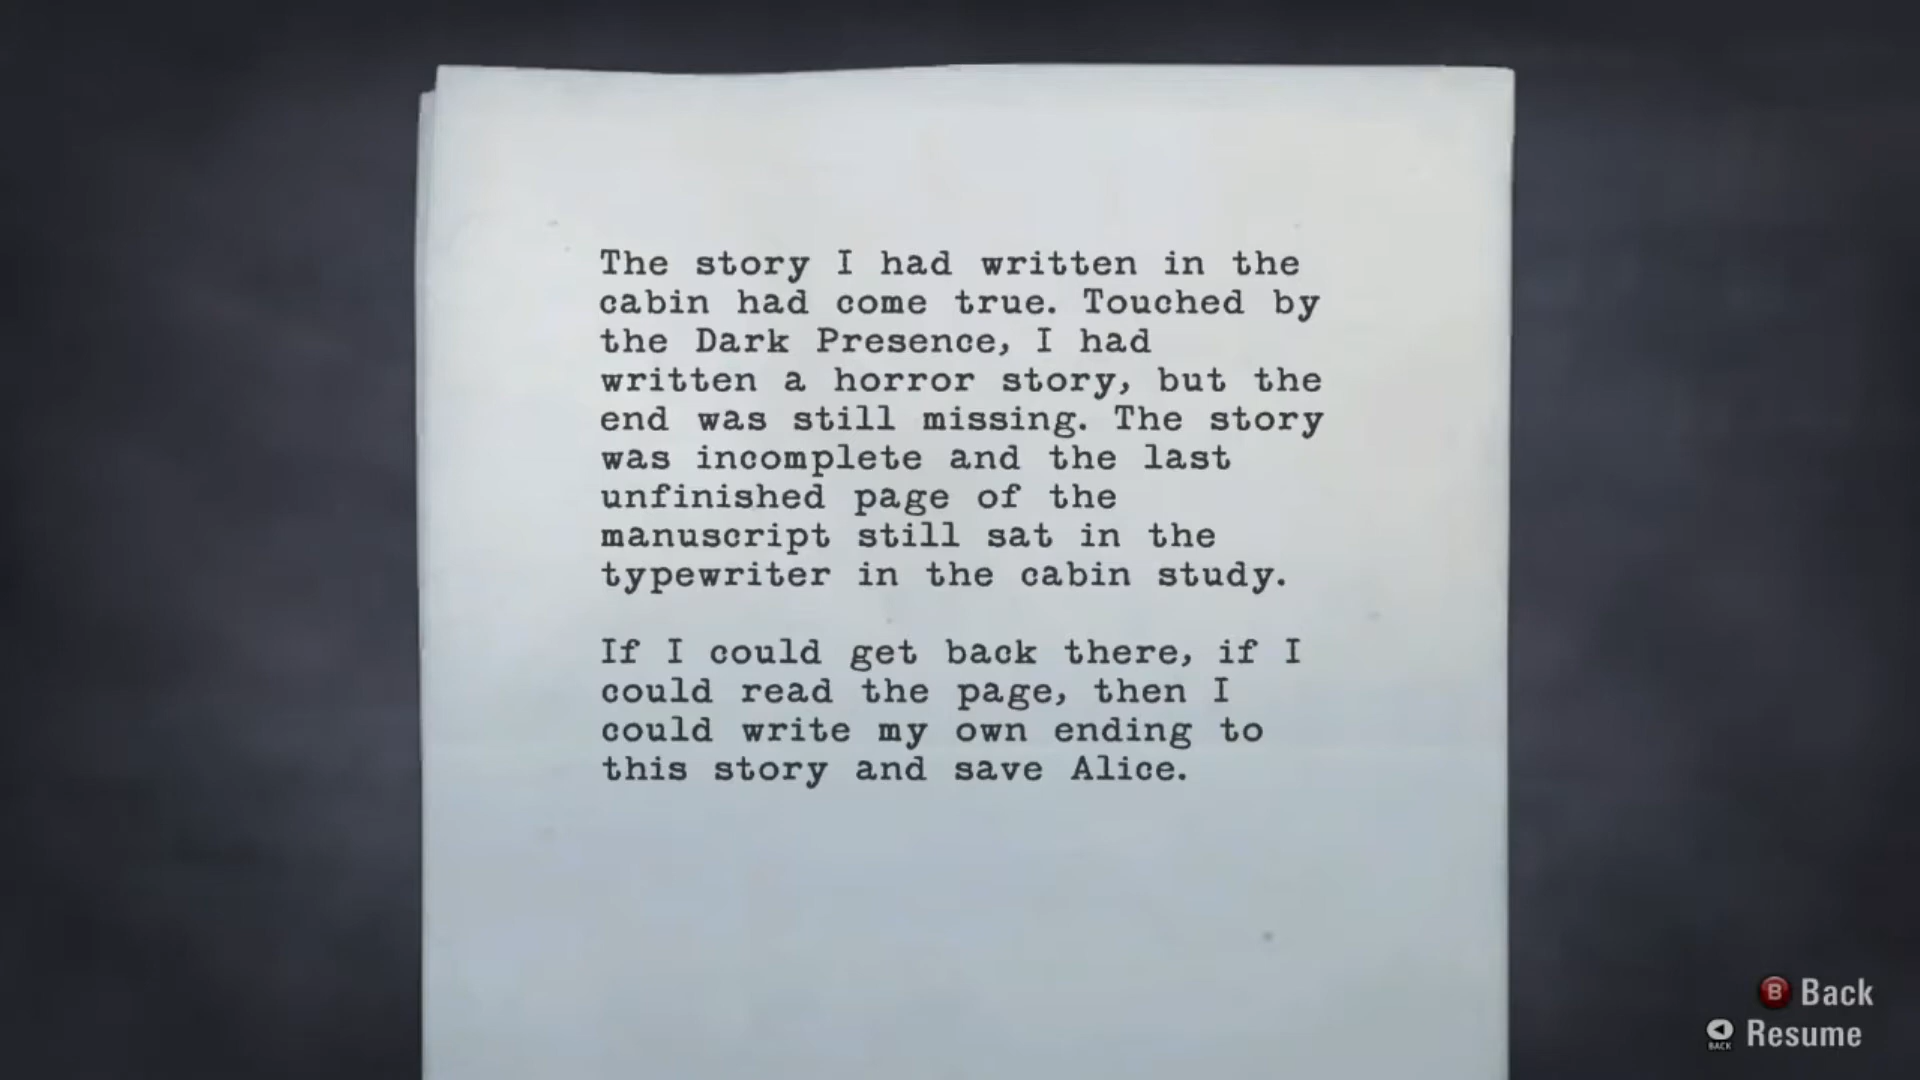 The story I had written in the
cabin had come true. Touched by
the Dark Presence, I had
written a horror story, but the
end was still missing. The story
was incomplete and the last
unfinished page of the
manuscript still sat in the
typewriter in the cabin study.
If I could get back there, if I
could read the page, then I
could write my own ending to
this story and save Alice.
B Back
BACK Resume